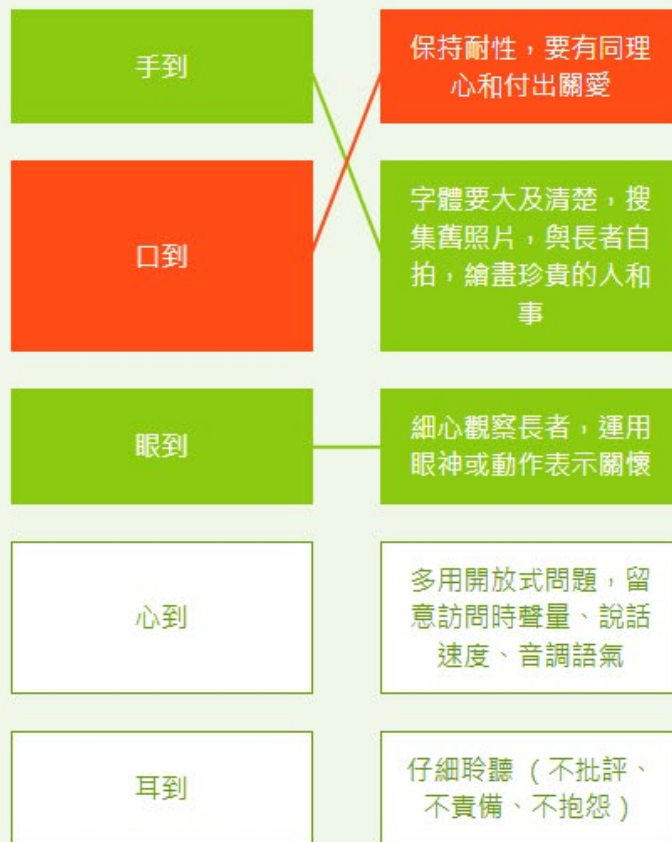 手到
保持耐性，要有同理
心和付出關愛
口到
字體要大及清楚，搜
集舊照片，與長者自
拍，繪畫珍貴的人和
事
眼到
細心觀察長者，運用
眼神或動作表示關懷
心到
多用開放式問題，留
意訪問時聲量、說話
速度、音調語氣
耳到
仔細聆聽（不批評、
不責備、不抱怨）